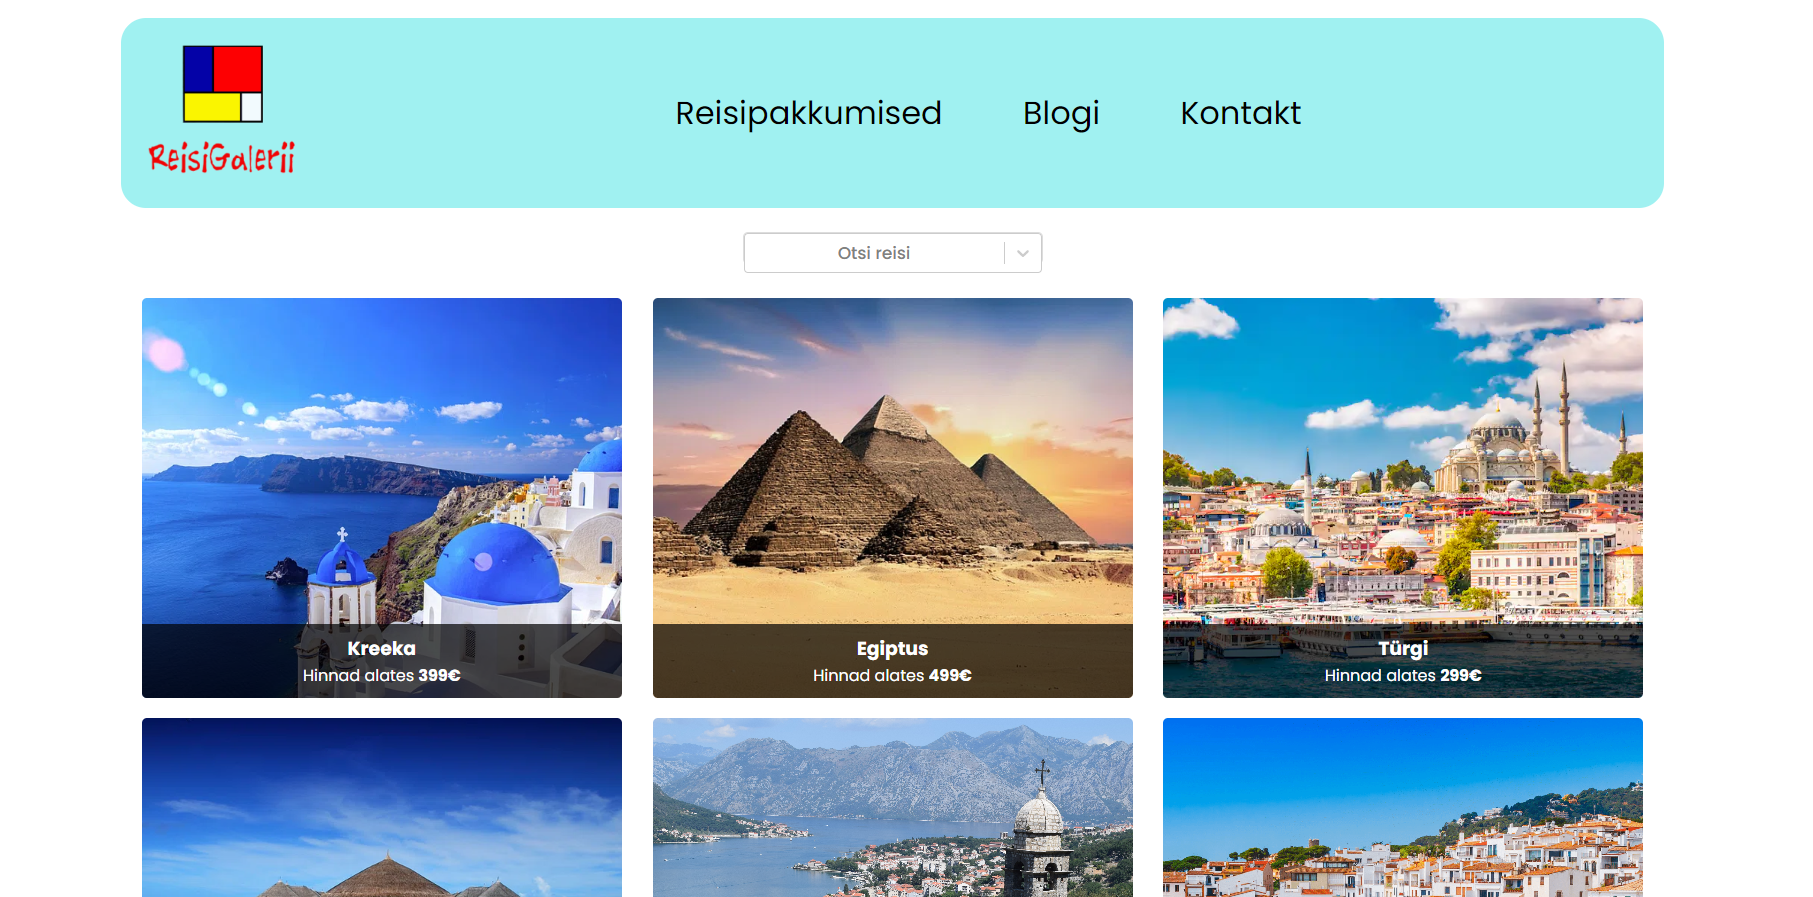 ReisiGalerii
Reisipakkumised Blogi Kontakt
Otsi reisi
Kreeka
Hinnad alates 399€
Egiptus
Hinnad alates 499€
Türgi
Hinnad alates 299€